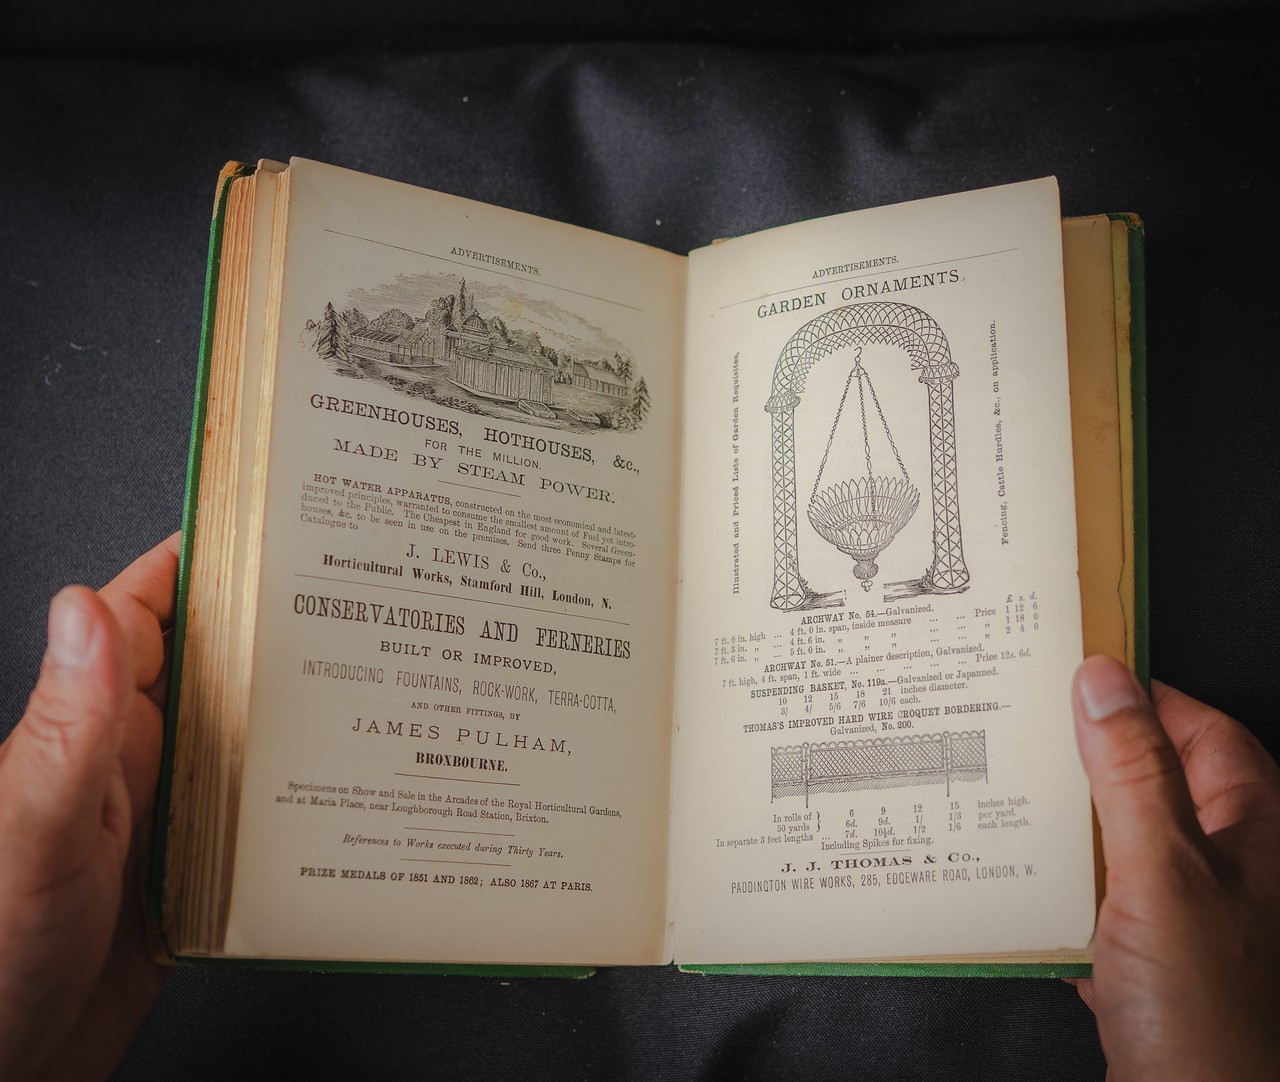 ADVERTISEMENTS.
GREENHOUSES, HOTHOUSES, &c.,
FOR THE MILLION.
MADE BY STEAM POWER.
HOT WATER APPARATUS, constructed on the most economical and latest-
improved principles, warranted to consume the smallest amount of Fuel yet intro-
duced to the Public. The Cheapest in England for good work. Several Green-
houses, &c. to be seen in use on the premises. Send three Penny Stamps for
Catalogue to
J. LEWIS & Co.,
Horticultural Works, Stamford Hill, London, N.
CONSERVATORIES AND FERNERIES
BUILT OR IMPROVED,
INTRODUCING FOUNTAINS, ROCK-WORK, TERRA-COTTA,
AND OTHER FITTINGS, BY
JAMES PULHAM,
BROXBOURNE.
Specimens on Show and Sale in the Arcades of the Royal Horticultural Gardens,
and at Maria Place, near Loughborough Road Station, Brixton.
References to Works executed during Thirty Years.
PRIZE MEDALS OF 1851 AND 1862; ALSO 1867 AT PARIS.
ADVERTISEMENTS.
GARDEN ORNAMENTS.
Illustrated and Priced Lists of Garden Requisites,
Fencing, Cattle Hurdles, &c., on application.
ARCHWAY No. 54.—Galvanized. £ s. d.
7 ft. 0 in. high ... 4 ft. 0 in. span, inside measure ... Price 1 12 6
7 ft. 3 in. „ ... 4 ft. 6 in. „ „ „ ... ... „ 1 18 0
7 ft. 6 in. „ ... 5 ft. 0 in. „ „ „ ... ... „ 2 4 0
ARCHWAY No. 51.—A plainer description, Galvanized.
7 ft. high, 4 ft. span, 1 ft. wide ... ... ... ... ... ... Price 12s. 6d.
SUSPENDING BASKET, No. 119a.—Galvanized or Japanned.
10 12 15 18 21 inches diameter.
3/ 4/ 5/6 7/6 10/6 each.
THOMAS'S IMPROVED HARD WIRE CROQUET BORDERING.—
Galvanized, No. 200.
6 9 12 15 inches high.
In rolls of 50 yards } 6d. 9d. 1/ 1/3 per yard.
In separate 3 feet lengths ... 7d. 10½d. 1/2 1/6 each length.
Including Spikes for fixing.
J. J. THOMAS & Co.,
PADDINGTON WIRE WORKS, 285, EDGEWARE ROAD, LONDON, W.